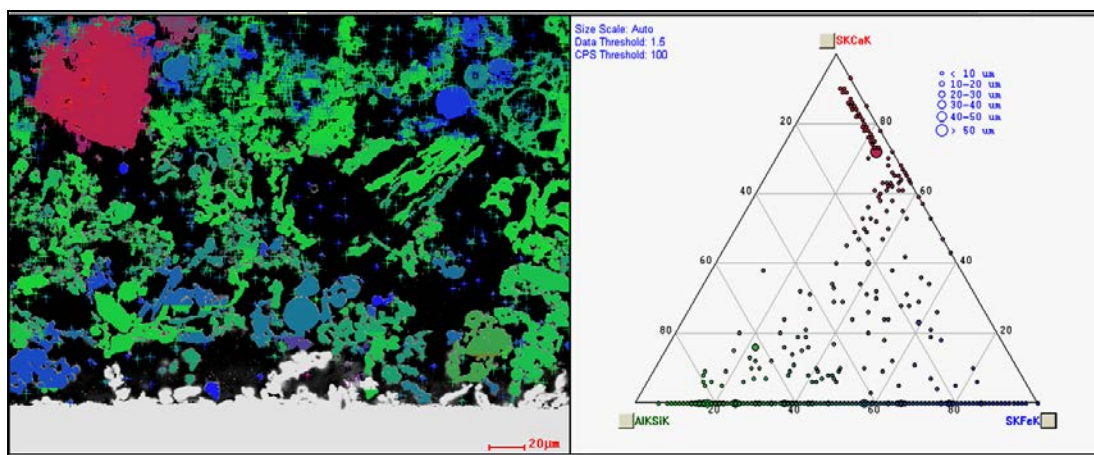 20μm
Size Scale: Auto
Data Threshold: 1.5
CPS Threshold: 100
SKCaK
< 10 um
10-20 um
20-30 um
30-40 um
40-50 um
> 50 um
20
80
40
60
60
40
80
20
20
40
60
80
AlKSiK
SKFeK